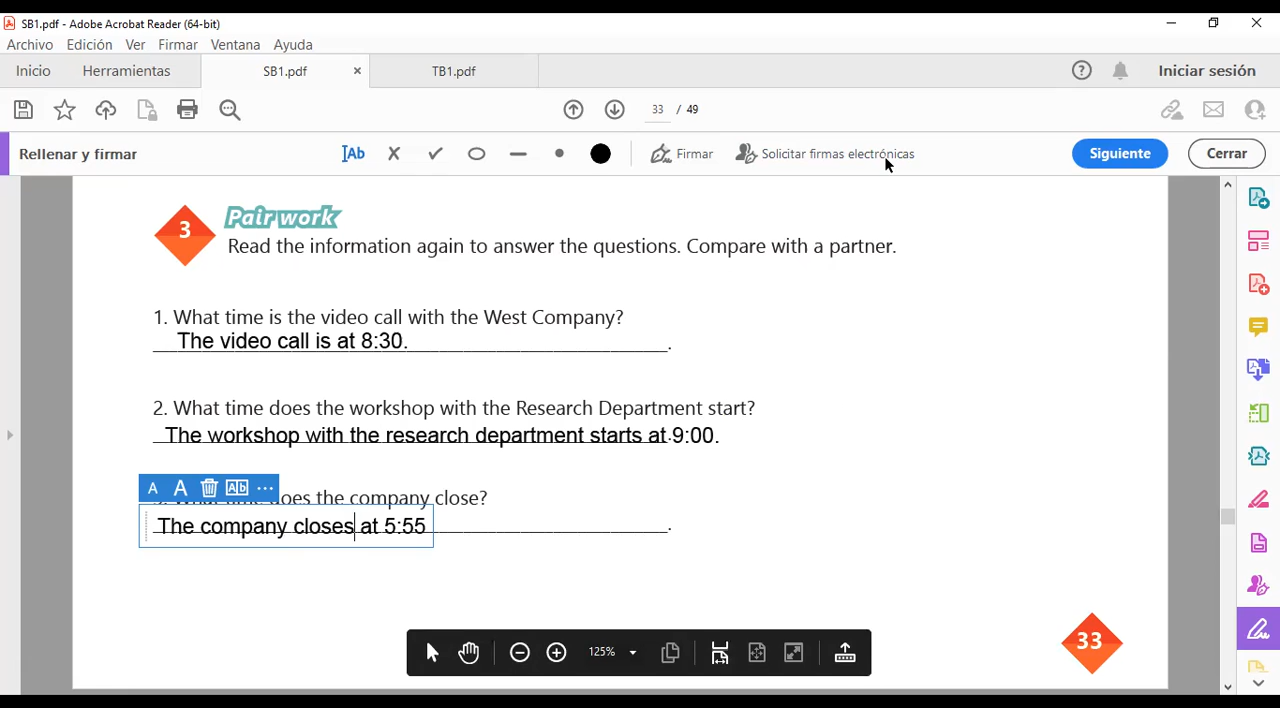 SB1.pdf - Adobe Acrobat Reader (64-bit)
Archivo Edición Ver Firmar Ventana Ayuda
Inicio Herramientas SB1.pdf × TB1.pdf Iniciar sesión
33 / 49
Rellenar y firmar Ab Firmar Solicitar firmas electrónicas Siguiente Cerrar
3 Pair work
Read the information again to answer the questions. Compare with a partner.
1. What time is the video call with the West Company?
The video call is at 8:30.
2. What time does the workshop with the Research Department start?
The workshop with the research department starts at 9:00.
A A Ab ... does the company close?
The company closes at 5:55
33
125%